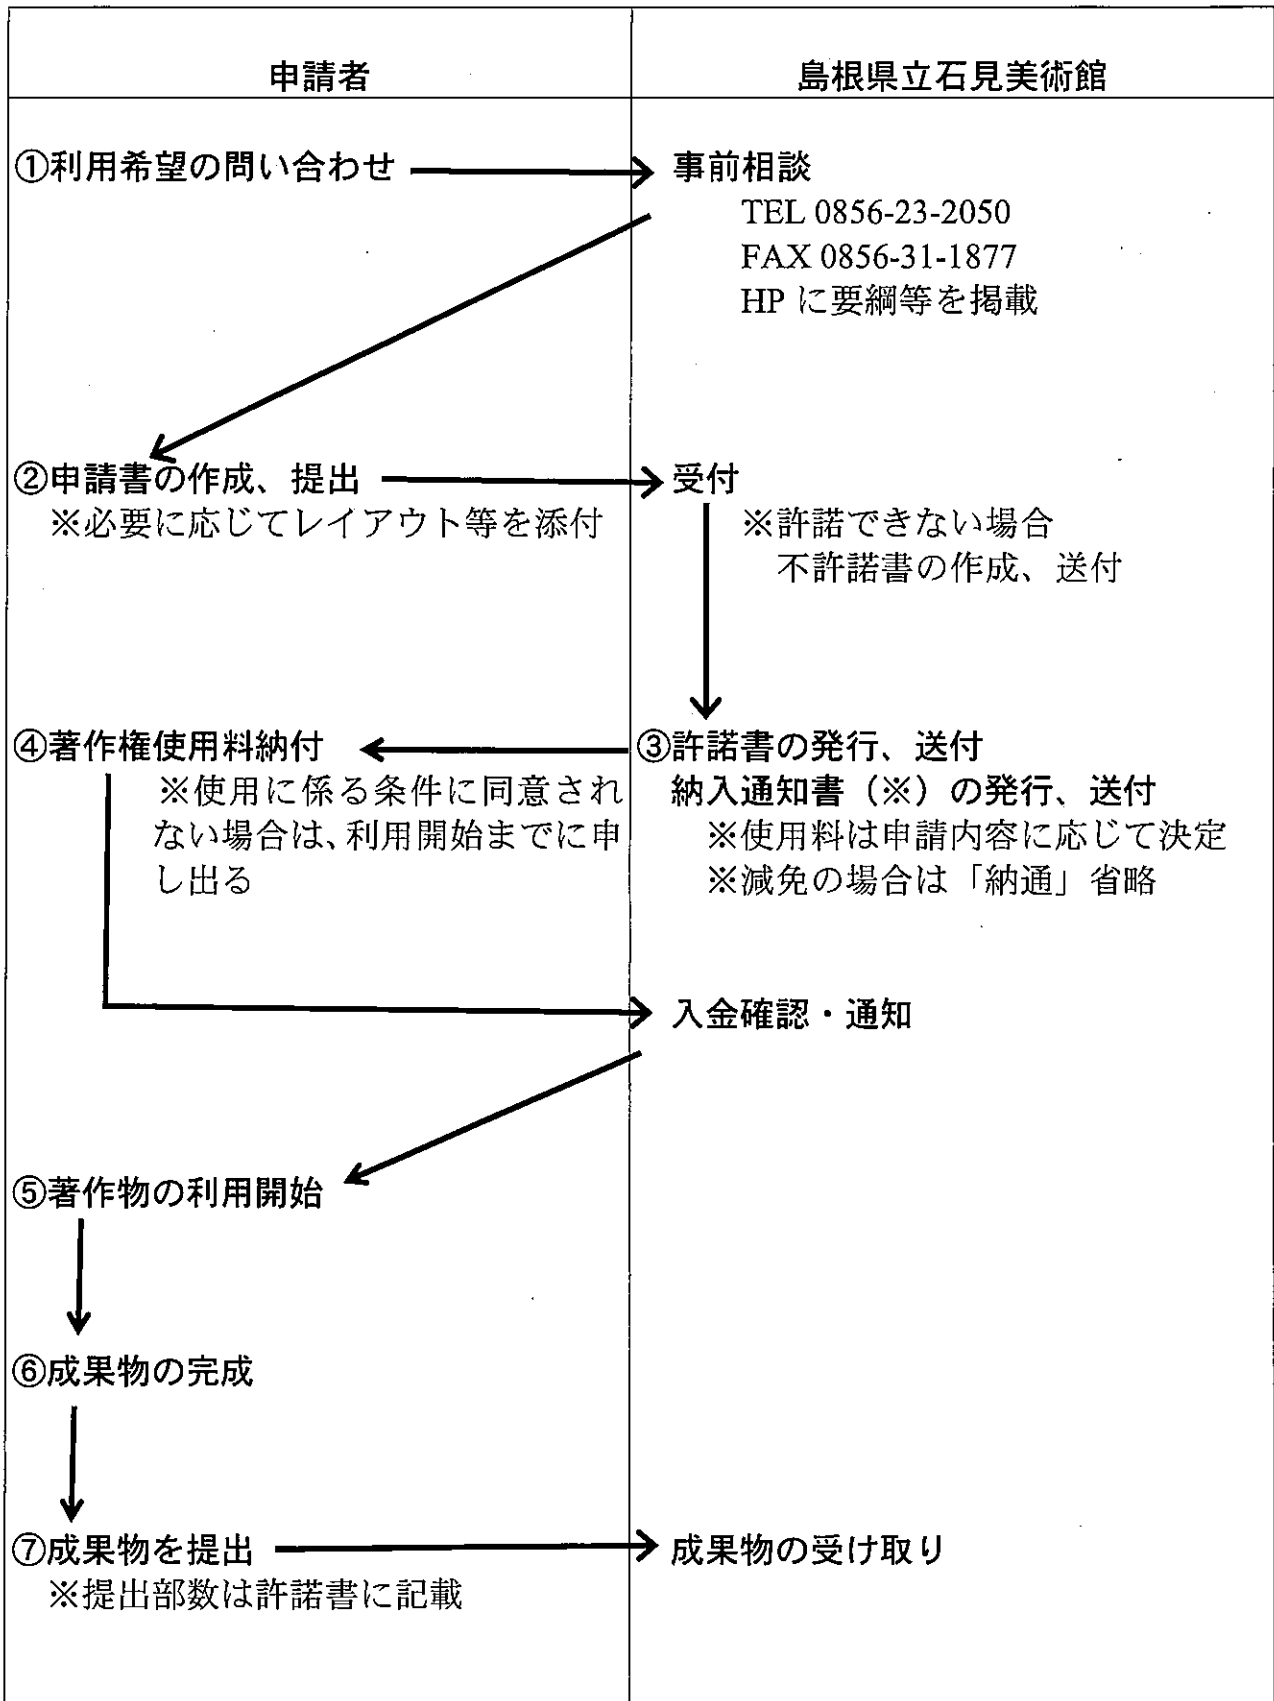 申請者
島根県立石見美術館
①利用希望の問い合わせ
事前相談
TEL 0856-23-2050
FAX 0856-31-1877
HP に要綱等を掲載
②申請書の作成、提出
※必要に応じてレイアウト等を添付
受付
※許諾できない場合
不許諾書の作成、送付
③許諾書の発行、送付
納入通知書（※）の発行、送付
※使用料は申請内容に応じて決定
※減免の場合は「納通」省略
④著作権使用料納付
※使用に係る条件に同意され
ない場合は、利用開始までに申
し出る
入金確認・通知
⑤著作物の利用開始
⑥成果物の完成
⑦成果物を提出
※提出部数は許諾書に記載
成果物の受け取り